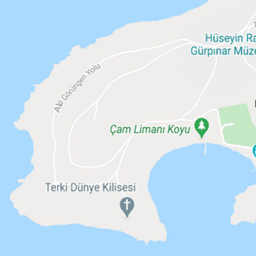 Hüseyin Ra
Gürpınar Müze
Alp Görüngen Yolu
Çam Limanı Koyu
Terki Dünye Kilisesi